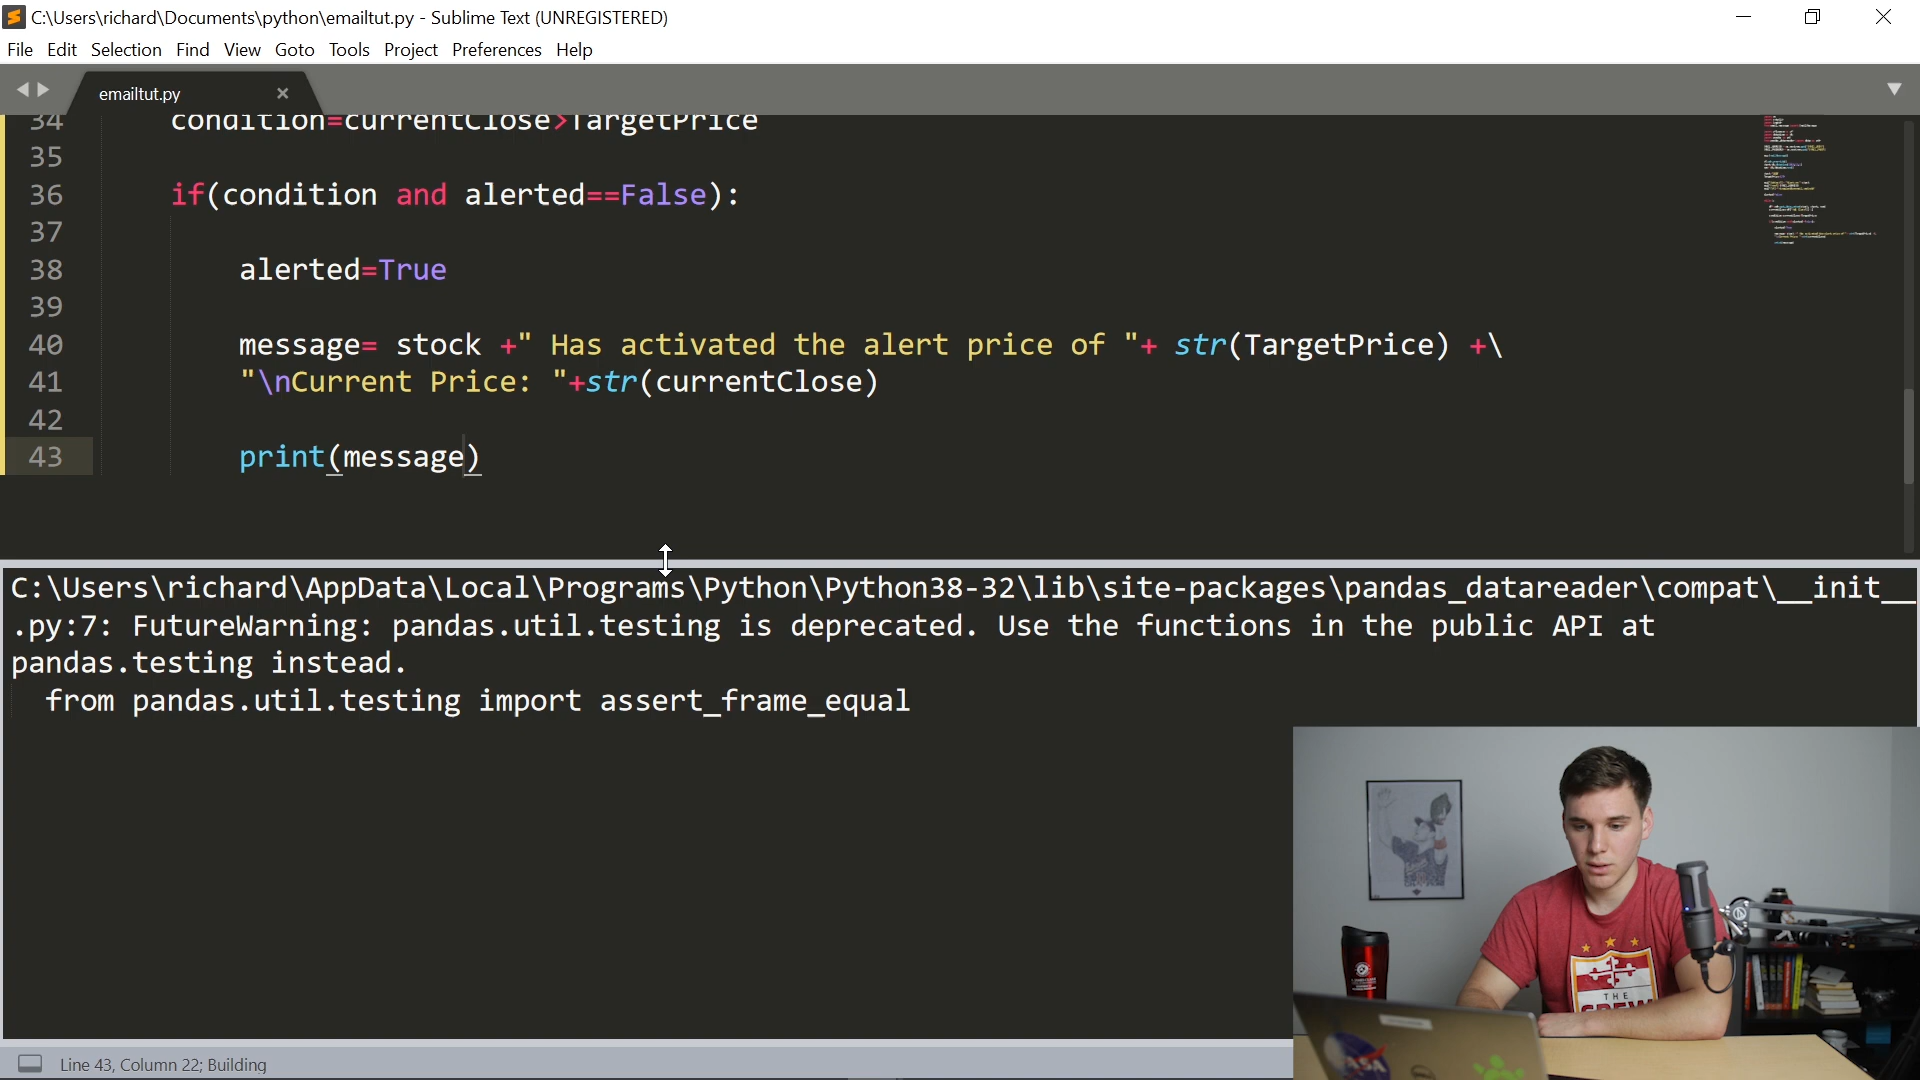 C:\Users\richard\Documents\python\emailtut.py - Sublime Text (UNREGISTERED)
File Edit Selection Find View Goto Tools Project Preferences Help
emailtut.py
34 condition=currentClose>TargetPrice
35
36 if(condition and alerted==False):
37
38 alerted=True
39
40 message= stock +" Has activated the alert price of "+ str(TargetPrice) +\
41 "\nCurrent Price: "+str(currentClose)
42
43 print(message)
C:\Users\richard\AppData\Local\Programs\Python\Python38-32\lib\site-packages\pandas_datareader\compat\__init__
.py:7: FutureWarning: pandas.util.testing is deprecated. Use the functions in the public API at
pandas.testing instead.
from pandas.util.testing import assert_frame_equal
THE
CREW
NASA
Line 43, Column 22; Building